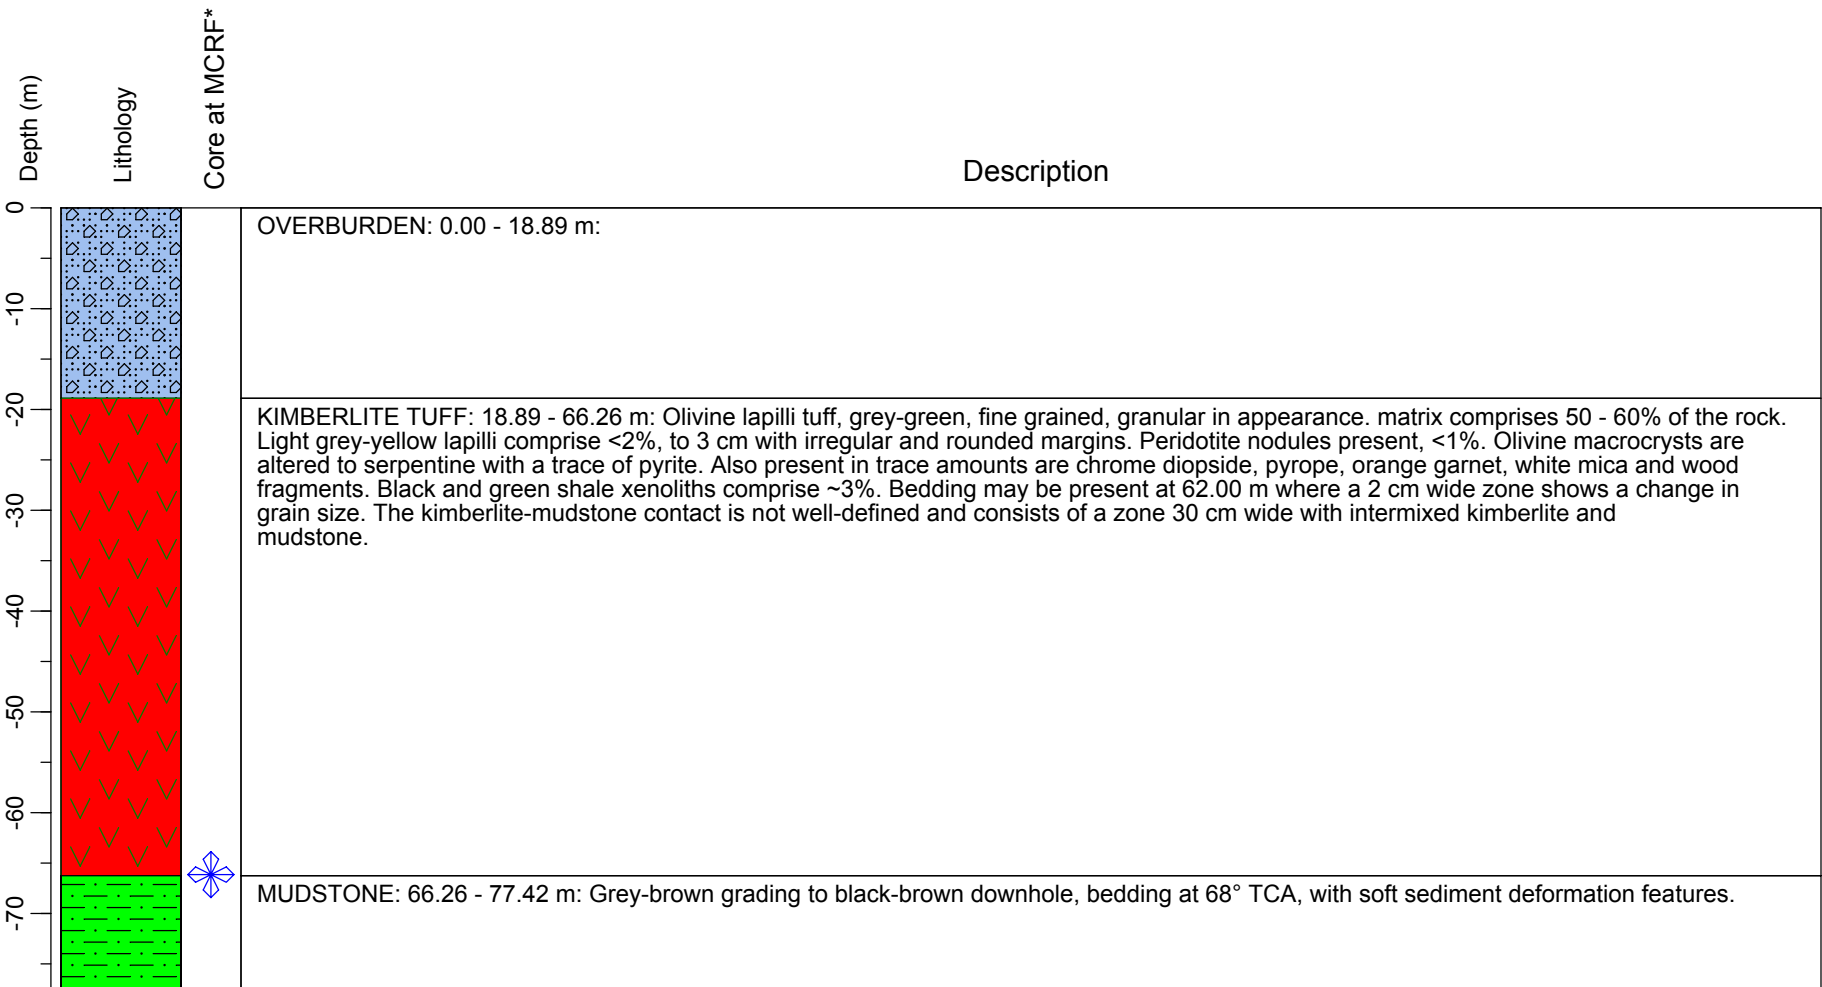 Depth (m)
Lithology
Core at MCRF*
Description
0
OVERBURDEN: 0.00 - 18.89 m:
-10
-20
KIMBERLITE TUFF: 18.89 - 66.26 m: Olivine lapilli tuff, grey-green, fine grained, granular in appearance. matrix comprises 50 - 60% of the rock.
Light grey-yellow lapilli comprise <2%, to 3 cm with irregular and rounded margins. Peridotite nodules present, <1%. Olivine macrocrysts are
altered to serpentine with a trace of pyrite. Also present in trace amounts are chrome diopside, pyrope, orange garnet, white mica and wood
fragments. Black and green shale xenoliths comprise ~3%. Bedding may be present at 62.00 m where a 2 cm wide zone shows a change in
grain size. The kimberlite-mudstone contact is not well-defined and consists of a zone 30 cm wide with intermixed kimberlite and
mudstone.
-30
-40
-50
-60
MUDSTONE: 66.26 - 77.42 m: Grey-brown grading to black-brown downhole, bedding at 68° TCA, with soft sediment deformation features.
-70